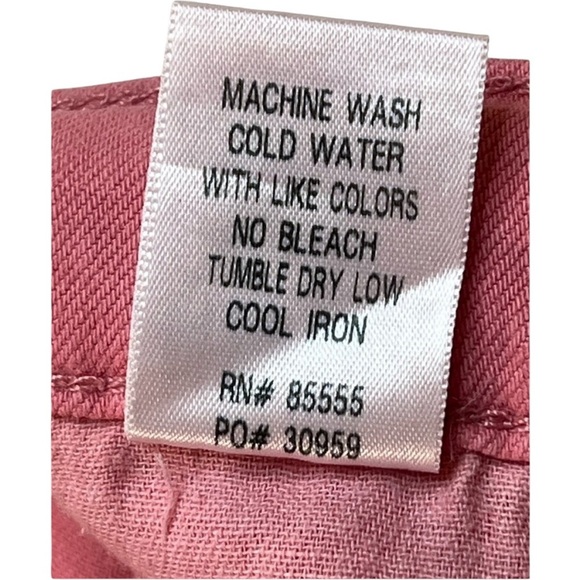 MACHINE WASH
COLD WATER
WITH LIKE COLORS
NO BLEACH
TUMBLE DRY LOW
COOL IRON
RN# 85555
PO# 30959